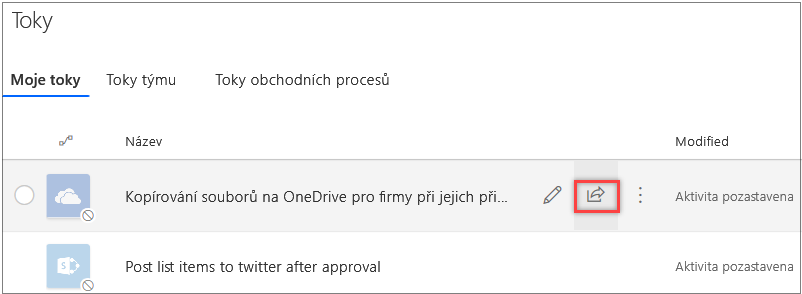 Toky
Moje toky Toky týmu Toky obchodních procesů
Název Modified
Kopírování souborů na OneDrive pro firmy při jejich při... Aktivita pozastavena
Post list items to twitter after approval Aktivita pozastavena